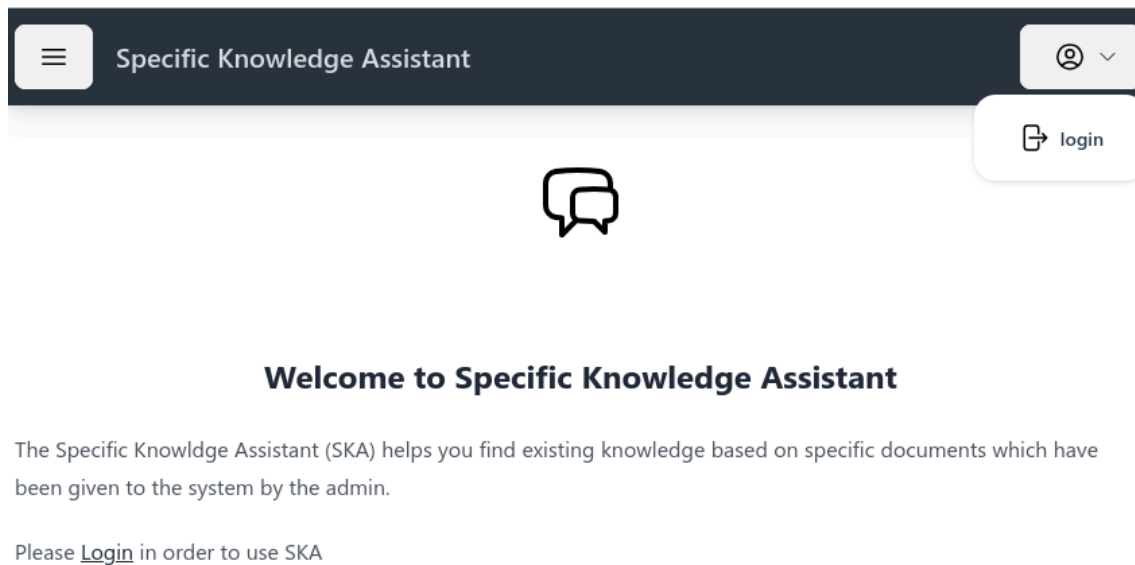 Specific Knowledge Assistant
login
Welcome to Specific Knowledge Assistant
The Specific Knowldge Assistant (SKA) helps you find existing knowledge based on specific documents which have
been given to the system by the admin.
Please Login in order to use SKA